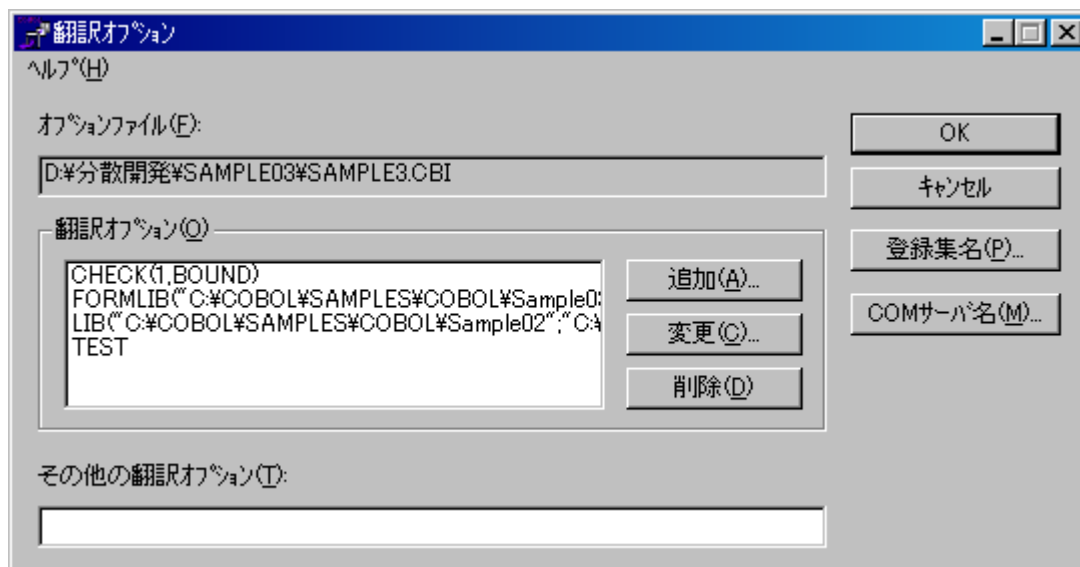 翻訳オプション
ヘルプ(H)
オプションファイル(F):
D:¥分散開発¥SAMPLE03¥SAMPLE3.CBI
翻訳オプション(O)
CHECK(1,BOUND)
FORMLIB("C:¥COBOL¥SAMPLES¥COBOL¥Sample0
LIB("C:¥COBOL¥SAMPLES¥COBOL¥Sample02";"C:¥
TEST
追加(A)...
変更(C)...
削除(D)
その他の翻訳オプション(T):
OK
キャンセル
登録集名(P)...
COMサーバ名(M)...